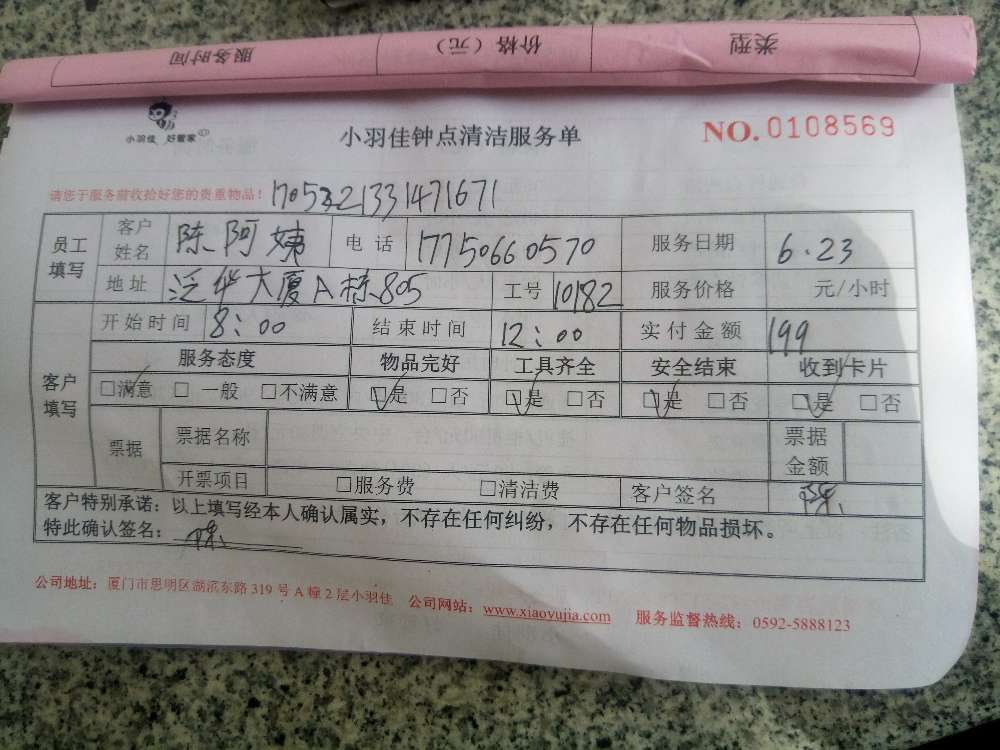 类型 价格（元） 服务时间
小羽佳 好管家
小羽佳钟点清洁服务单
NO. 0108569
请您于服务前收拾好您的贵重物品！ 170532133147167​1
员工填写 客户姓名 陈阿姨 电话 17750660570 服务日期 6.23
地址 泛华大厦A栋805 工号 10182 服务价格 元/小时
客户填写 开始时间 8：00 结束时间 12：00 实付金额 199
服务态度 物品完好 工具齐全 安全结束 收到卡片
□满意 □一般 □不满意 □是 □否 □是 □否 □是 □否 □是 □否
票据 票据名称 票据金额
开票项目 □服务费 □清洁费 客户签名 陈
客户特别承诺：以上填写经本人确认属实，不存在任何纠纷，不存在任何物品损坏。
特此确认签名： 陈
公司地址：厦门市思明区湖滨东路319号A幢2层小羽佳 公司网站：www.xiaoyujia.com 服务监督热线：0592-5888123